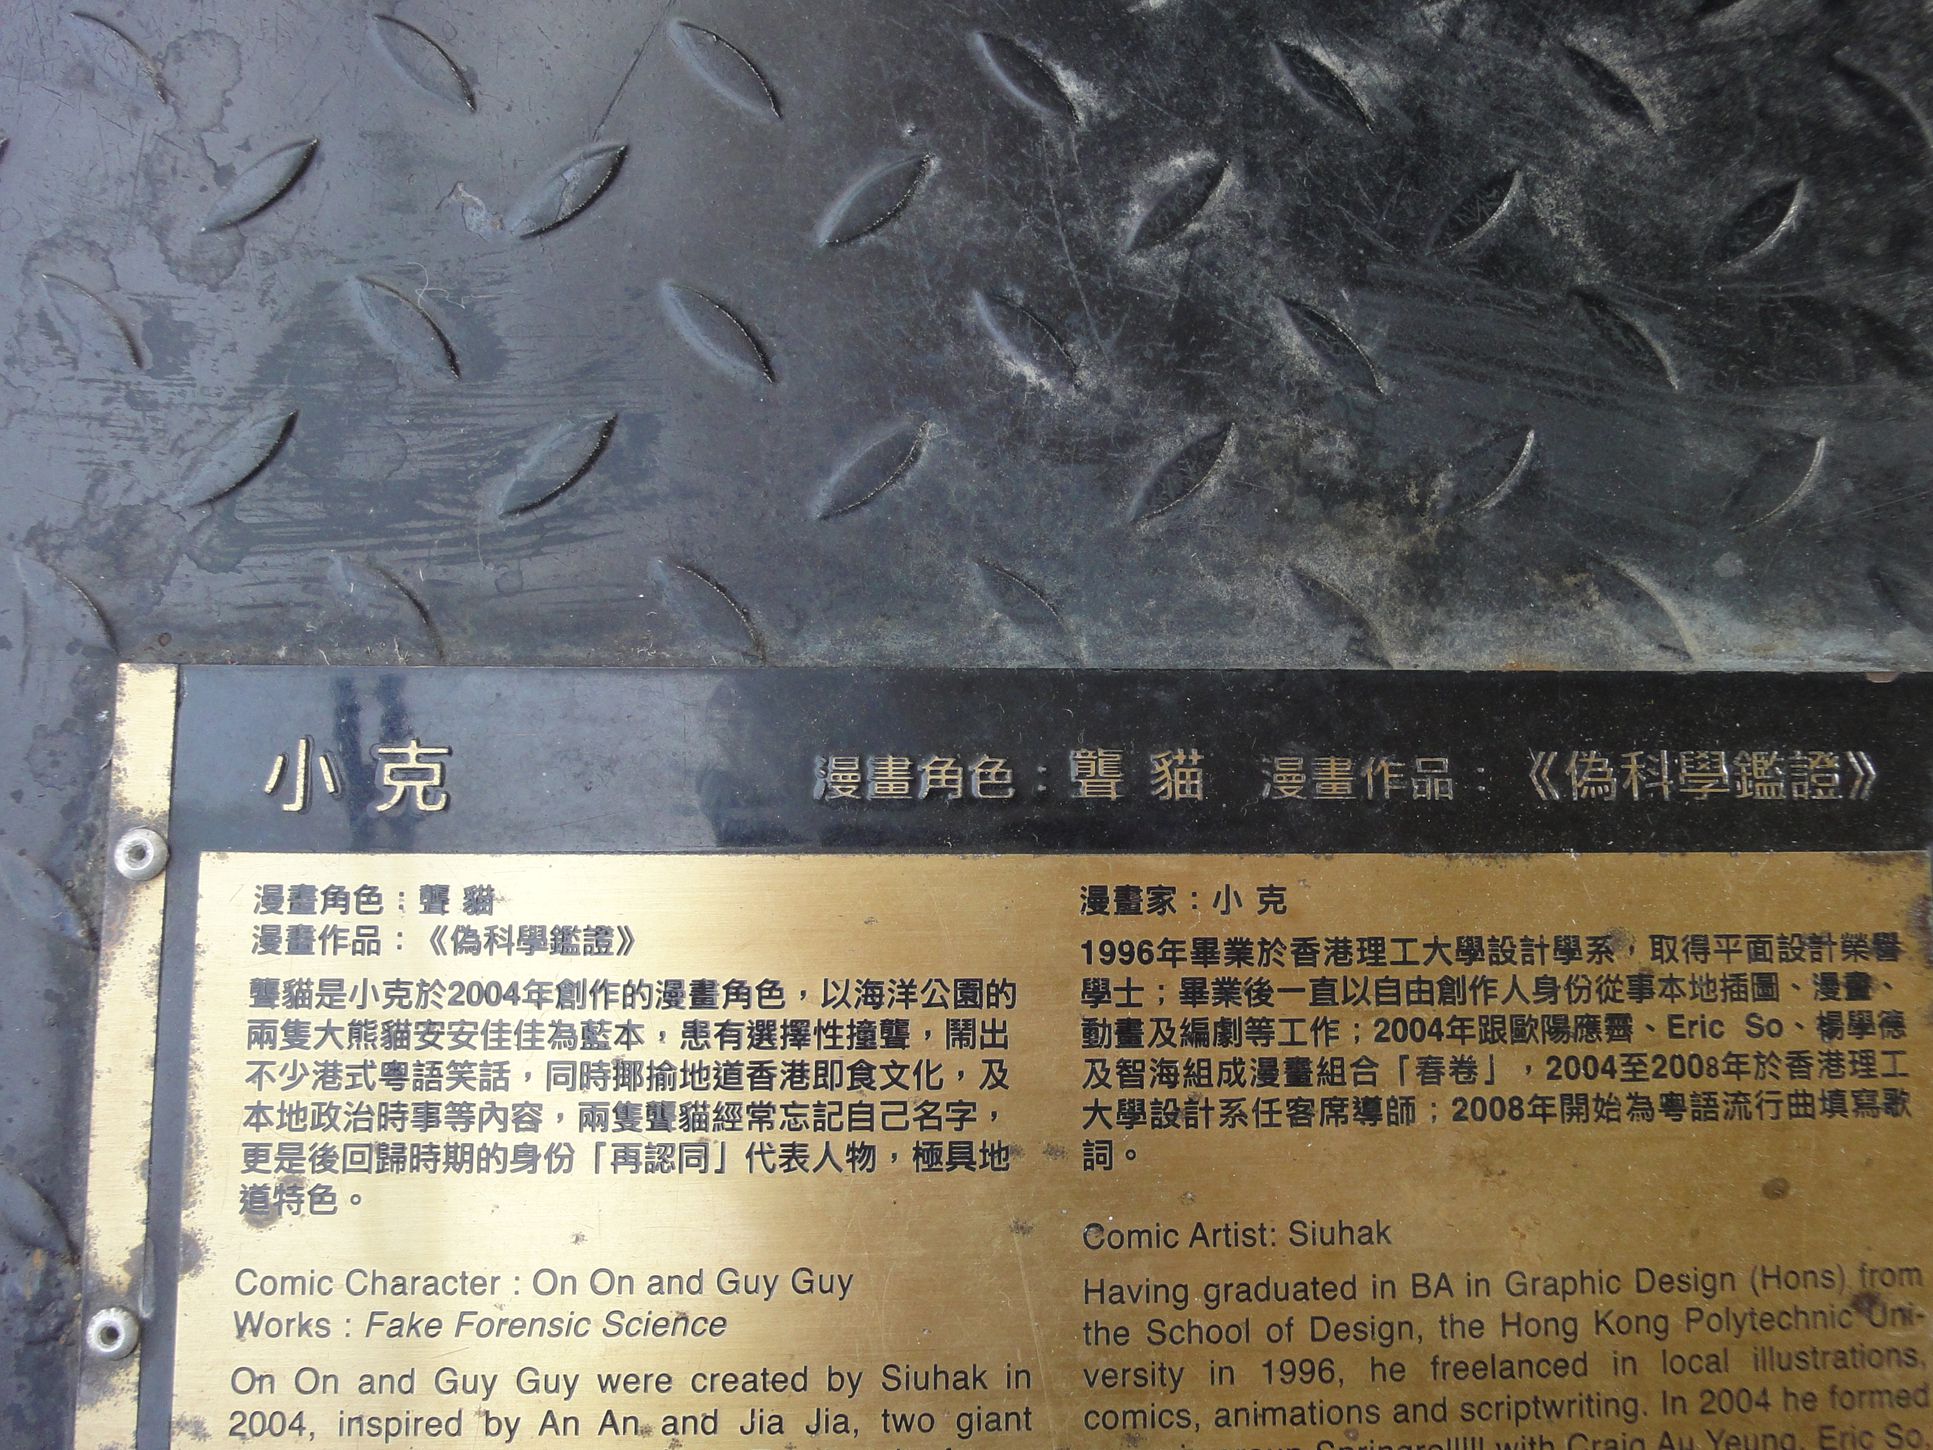 小克
漫畫角色：聾貓 漫畫作品：《偽科學鑑證》
漫畫角色：聾貓
漫畫作品：《偽科學鑑證》
聾貓是小克於2004年創作的漫畫角色，以海洋公園的
兩隻大熊貓安安佳佳為藍本，患有選擇性撞聾，鬧出
不少港式粵語笑話，同時揶揄地道香港即食文化，及
本地政治時事等內容，兩隻聾貓經常忘記自己名字，
更是後回歸時期的身份「再認同」代表人物，極具地
道特色。
Comic Character : On On and Guy Guy
Works : Fake Forensic Science
On On and Guy Guy were created by Siuhak in
2004, inspired by An An and Jia Jia, two giant
漫畫家：小克
1996年畢業於香港理工大學設計學系，取得平面設計榮譽
學士；畢業後一直以自由創作人身份從事本地插圖、漫畫、
動畫及編劇等工作；2004年跟歐陽應霽、Eric So、楊學德
及智海組成漫畫組合「春卷」，2004至2008年於香港理工
大學設計系任客席導師；2008年開始為粵語流行曲填寫歌
詞。
Comic Artist: Siuhak
Having graduated in BA in Graphic Design (Hons) from
the School of Design, the Hong Kong Polytechnic Uni-
versity in 1996, he freelanced in local illustrations,
comics, animations and scriptwriting. In 2004 he formed
Springroll!!!! with Craig Au Yeung, Eric So,